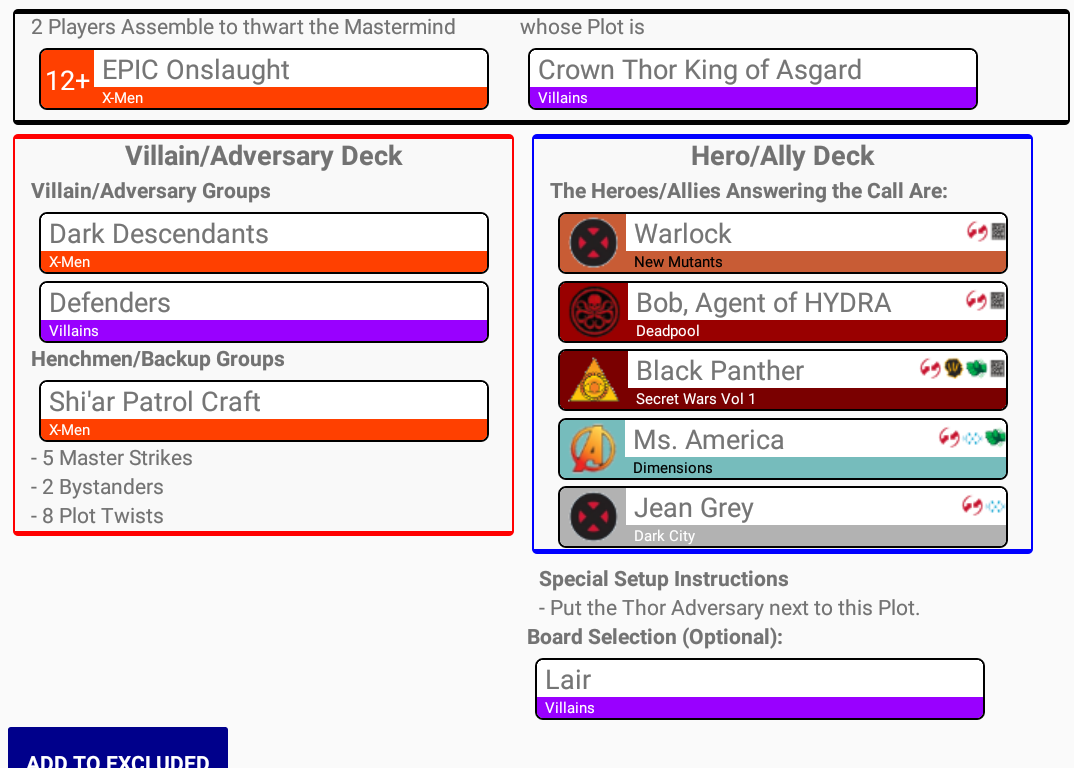 2 Players Assemble to thwart the Mastermind
whose Plot is
12+
EPIC Onslaught
X-Men
Crown Thor King of Asgard
Villains
Villain/Adversary Deck
Villain/Adversary Groups
Dark Descendants
X-Men
Defenders
Villains
Henchmen/Backup Groups
Shi'ar Patrol Craft
X-Men
- 5 Master Strikes
- 2 Bystanders
- 8 Plot Twists
Hero/Ally Deck
The Heroes/Allies Answering the Call Are:
Warlock
New Mutants
Bob, Agent of HYDRA
Deadpool
Black Panther
Secret Wars Vol 1
Ms. America
Dimensions
Jean Grey
Dark City
Special Setup Instructions
- Put the Thor Adversary next to this Plot.
Board Selection (Optional):
Lair
Villains
ADD TO EXCLUDED